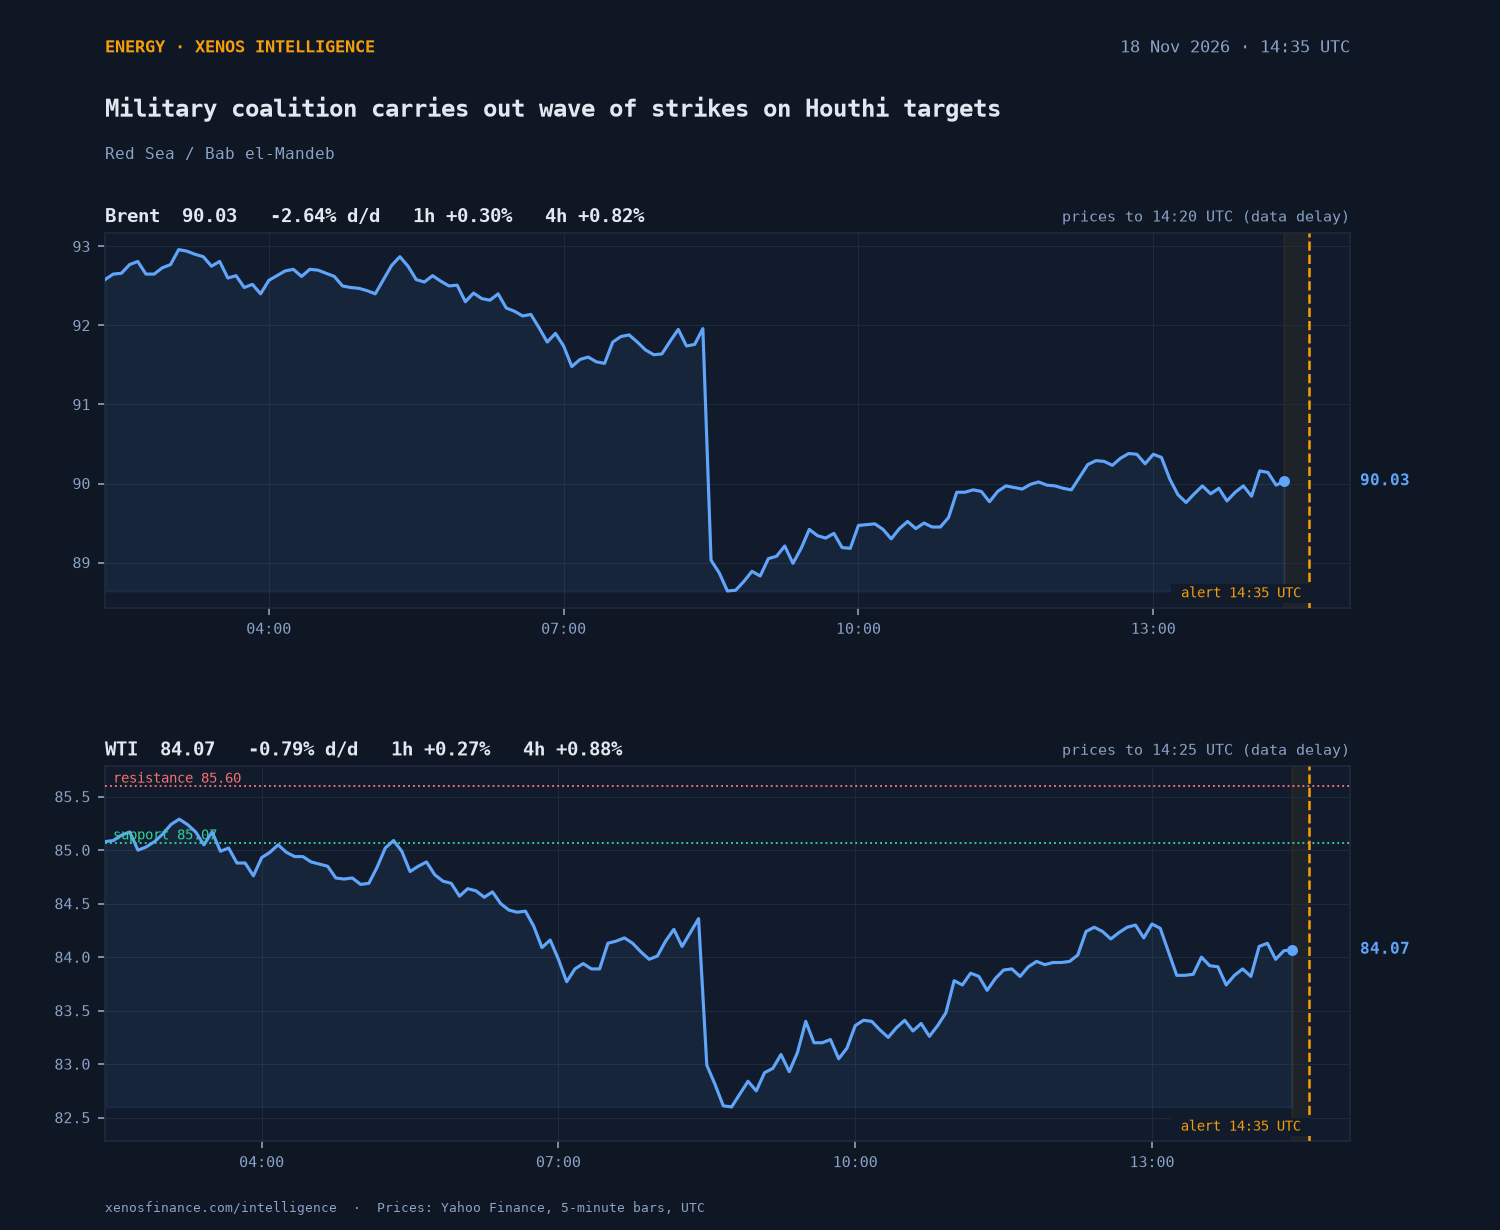 ENERGY · XENOS INTELLIGENCE
18 Nov 2026 · 14:35 UTC
Military coalition carries out wave of strikes on Houthi targets
Red Sea / Bab el-Mandeb
Brent 90.03 -2.64% d/d 1h +0.30% 4h +0.82%
prices to 14:20 UTC (data delay)
93
92
91
90
89
90.03
alert 14:35 UTC
04:00 07:00 10:00 13:00
WTI 84.07 -0.79% d/d 1h +0.27% 4h +0.88%
prices to 14:25 UTC (data delay)
resistance 85.60
85.5
support 85.07
85.0
84.5
84.0
84.07
83.5
83.0
82.5
alert 14:35 UTC
04:00 07:00 10:00 13:00
xenosfinance.com/intelligence · Prices: Yahoo Finance, 5-minute bars, UTC